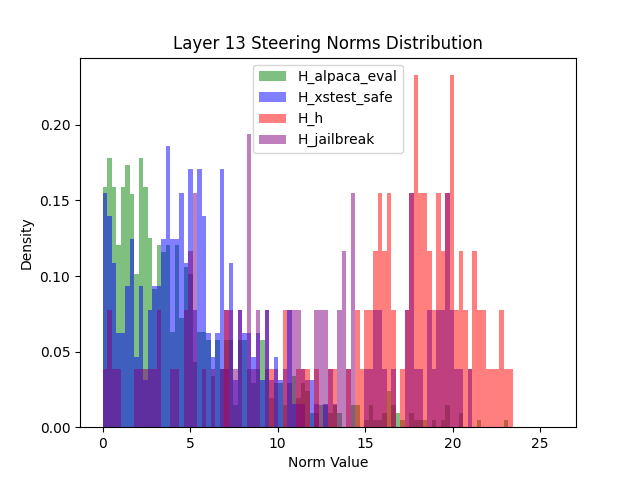 Layer 13 Steering Norms Distribution
H_alpaca_eval
H_xstest_safe
H_h
H_jailbreak
Density
0.20
0.15
0.10
0.05
0.00
0
5
10
15
20
25
Norm Value